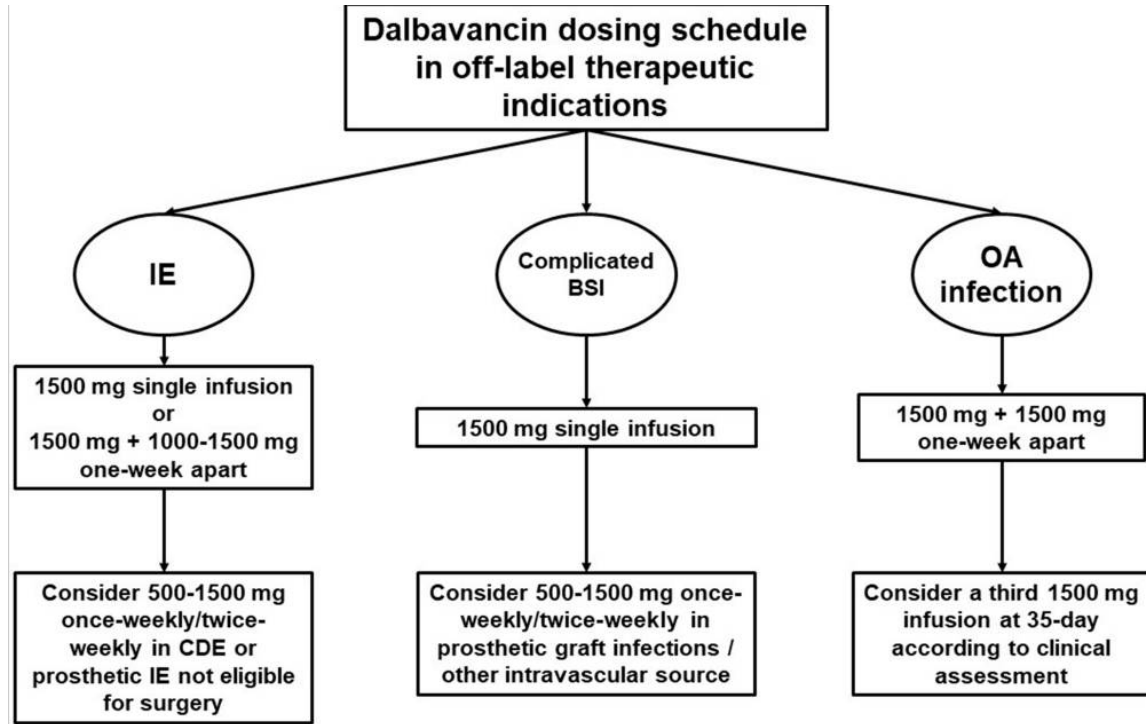 Dalbavancin dosing schedule
in off-label therapeutic
indications
IE
Complicated
BSI
OA
infection
1500 mg single infusion
or
1500 mg + 1000-1500 mg
one-week apart
1500 mg single infusion
1500 mg + 1500 mg
one-week apart
Consider 500-1500 mg
once-weekly/twice-
weekly in CDE or
prosthetic IE not eligible
for surgery
Consider 500-1500 mg once-
weekly/twice-weekly in
prosthetic graft infections /
other intravascular source
Consider a third 1500 mg
infusion at 35-day
according to clinical
assessment